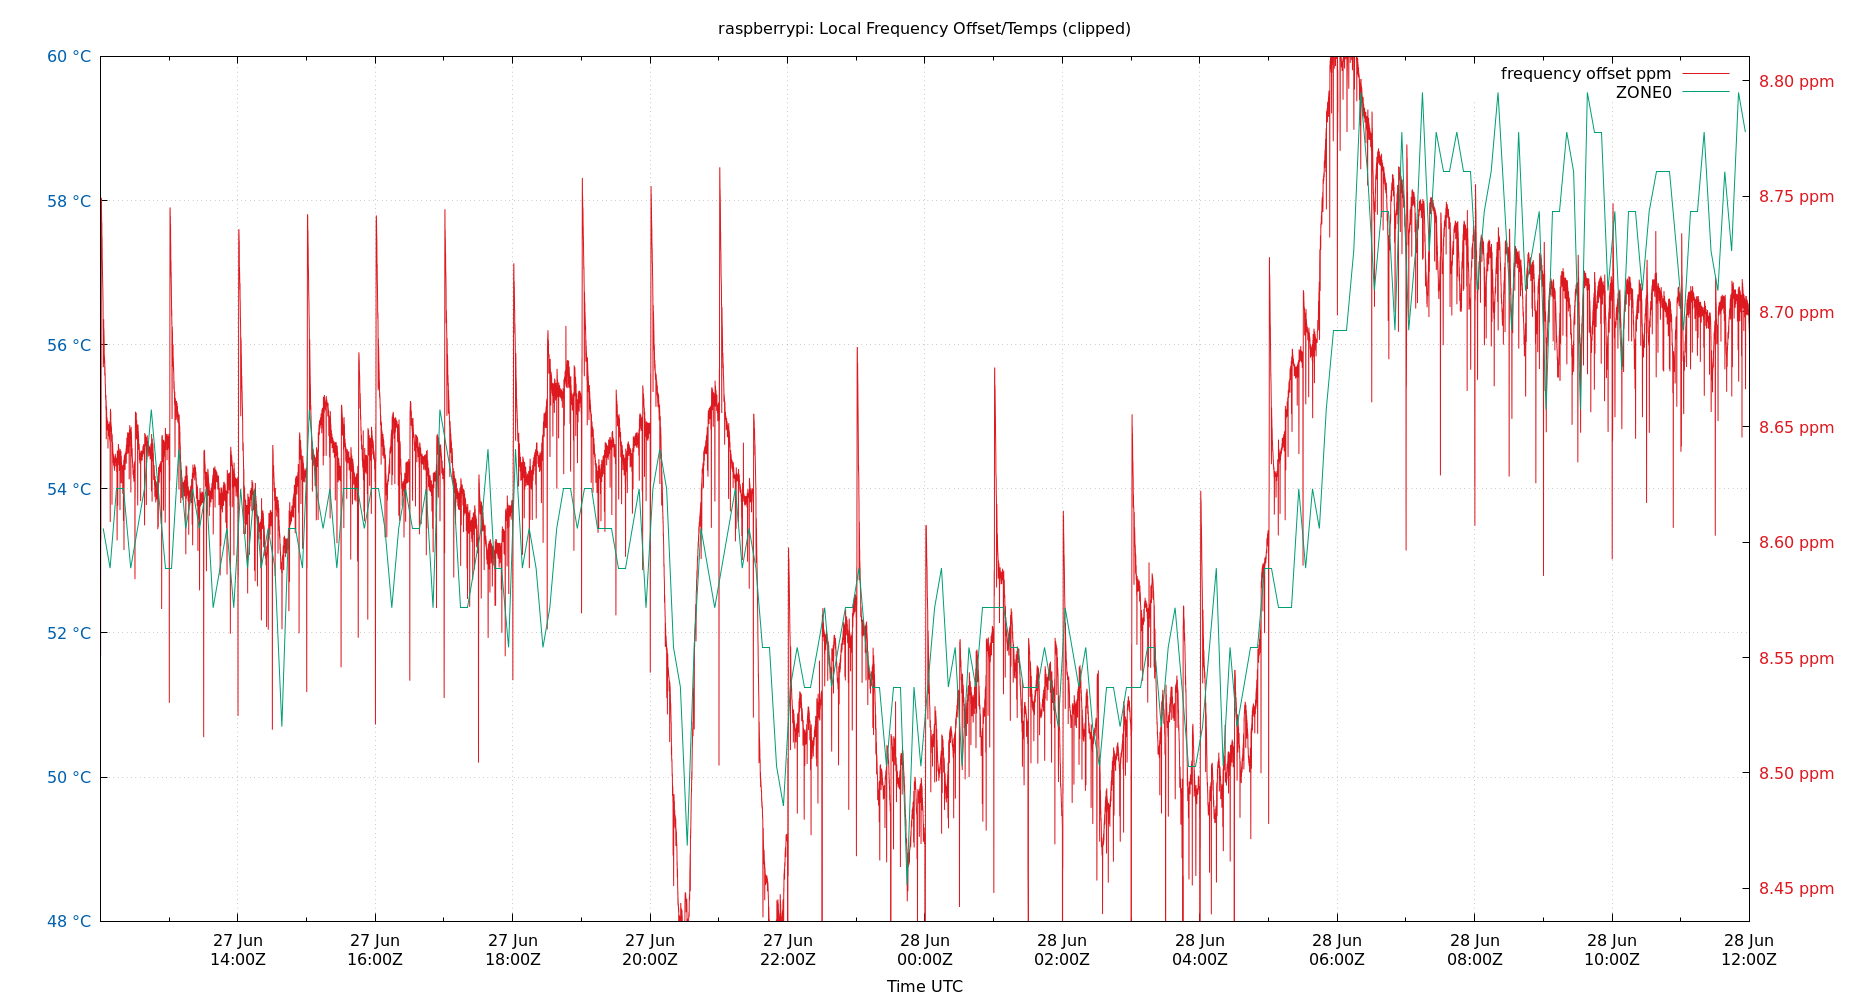 raspberrypi: Local Frequency Offset/Temps (clipped)
60 °C
58 °C
56 °C
54 °C
52 °C
50 °C
48 °C
frequency offset ppm
ZONE0
8.80 ppm
8.75 ppm
8.70 ppm
8.65 ppm
8.60 ppm
8.55 ppm
8.50 ppm
8.45 ppm
27 Jun
14:00Z
27 Jun
16:00Z
27 Jun
18:00Z
27 Jun
20:00Z
27 Jun
22:00Z
28 Jun
00:00Z
28 Jun
02:00Z
28 Jun
04:00Z
28 Jun
06:00Z
28 Jun
08:00Z
28 Jun
10:00Z
28 Jun
12:00Z
Time UTC